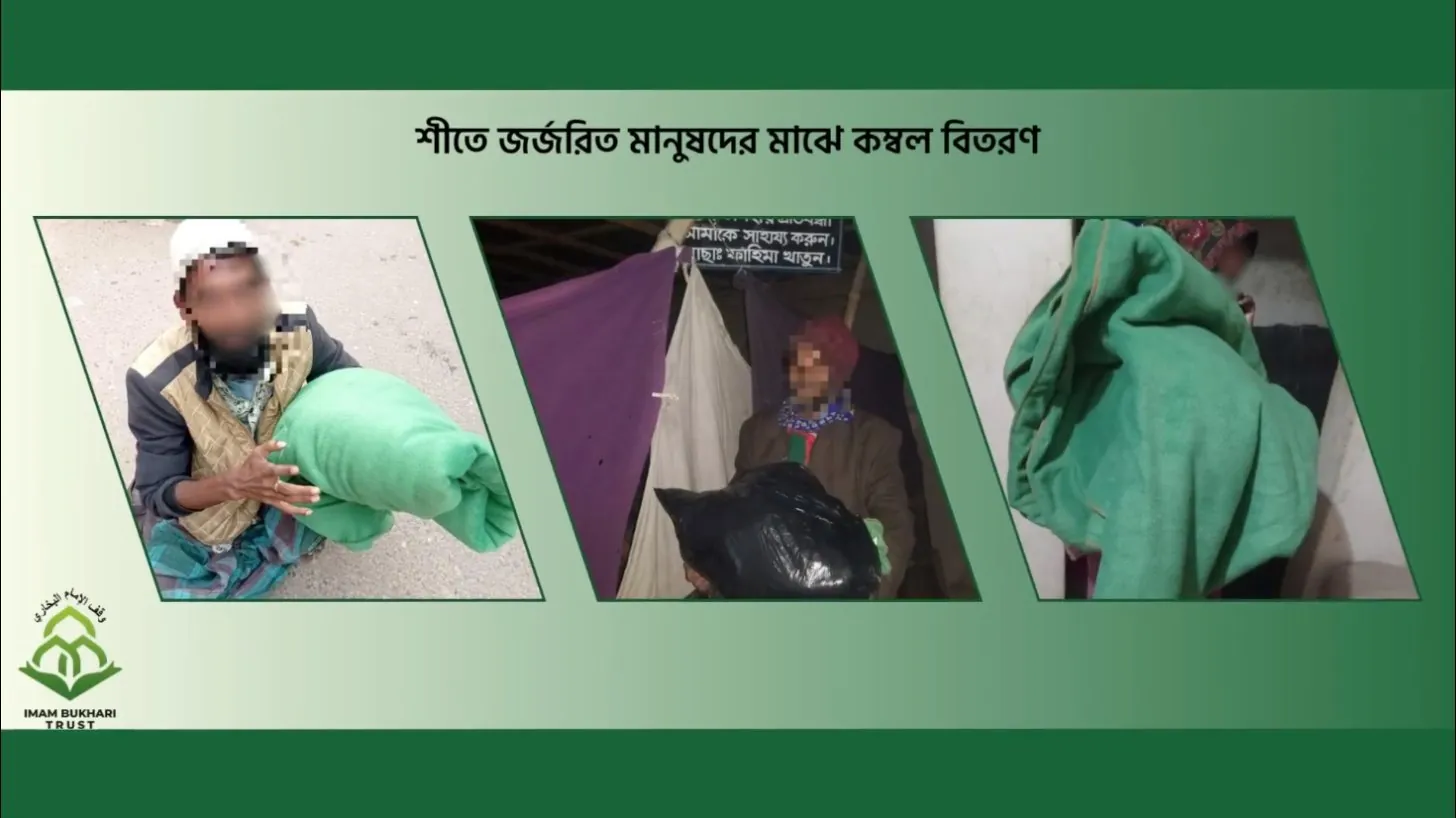 শীতে জর্জরিত মানুষদের মাঝে কম্বল বিতরণ
আমাকে সাহায্য করুন।
মোছাঃ ফাহিমা খাতুন।
وقف الإمام البخاري
IMAM BUKHARI
TRUST